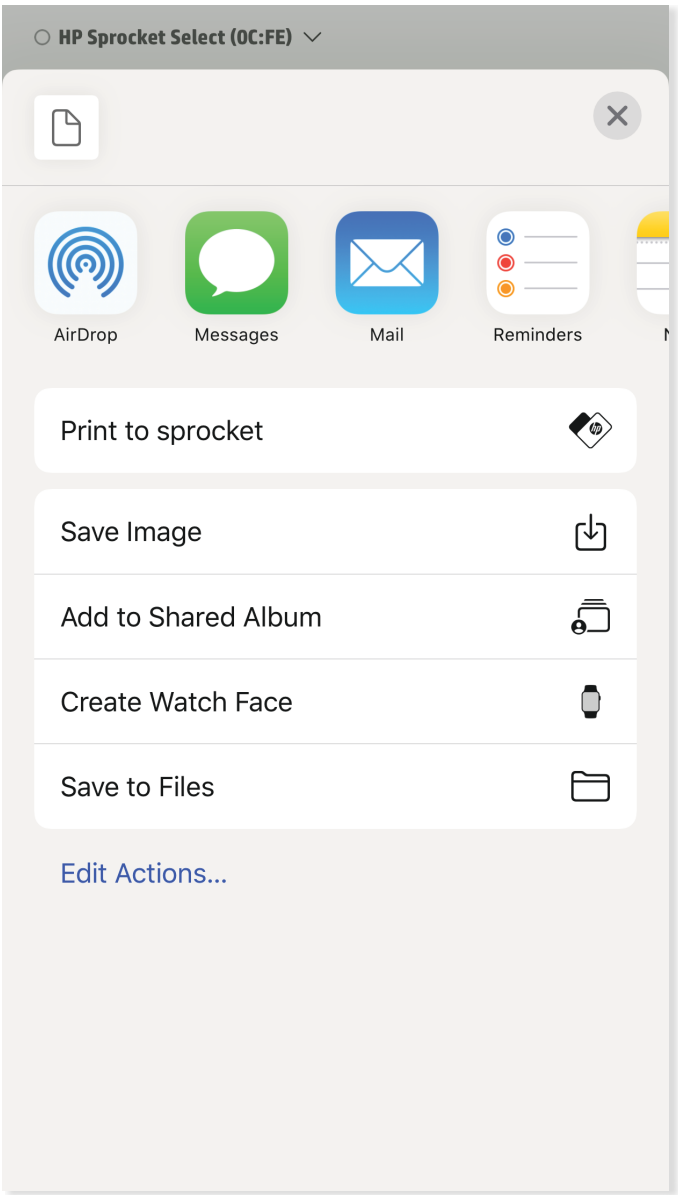 HP Sprocket Select (0C:FE)
AirDrop
Messages
Mail
Reminders
Print to sprocket
hp
Save Image
Add to Shared Album
Create Watch Face
Save to Files
Edit Actions...